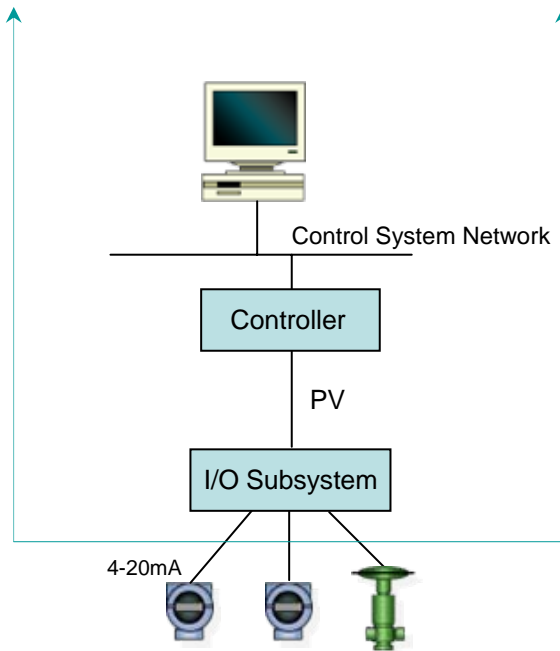 Control System Network
Controller
PV
I/O Subsystem
4-20mA